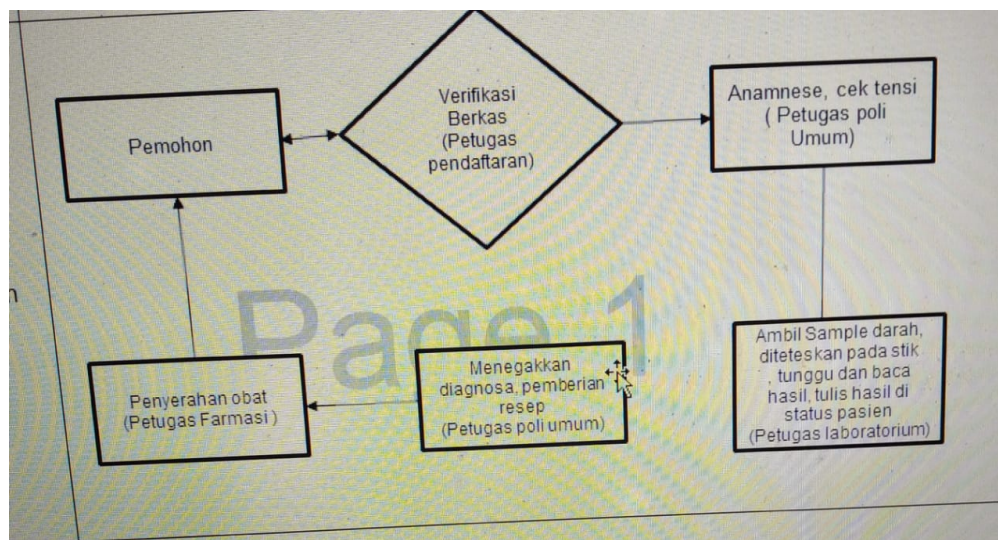 Pemohon
Verifikasi
Berkas
(Petugas
pendaftaran)
Anamnese, cek tensi
( Petugas poli
Umum)
Page 1
Penyerahan obat
(Petugas Farmasi )
Menegakkan
diagnosa, pemberian
resep
(Petugas poli umum)
Ambil Sample darah,
diteteskan pada stik
, tunggu dan baca
hasil, tulis hasil di
status pasien
(Petugas laboratorium)